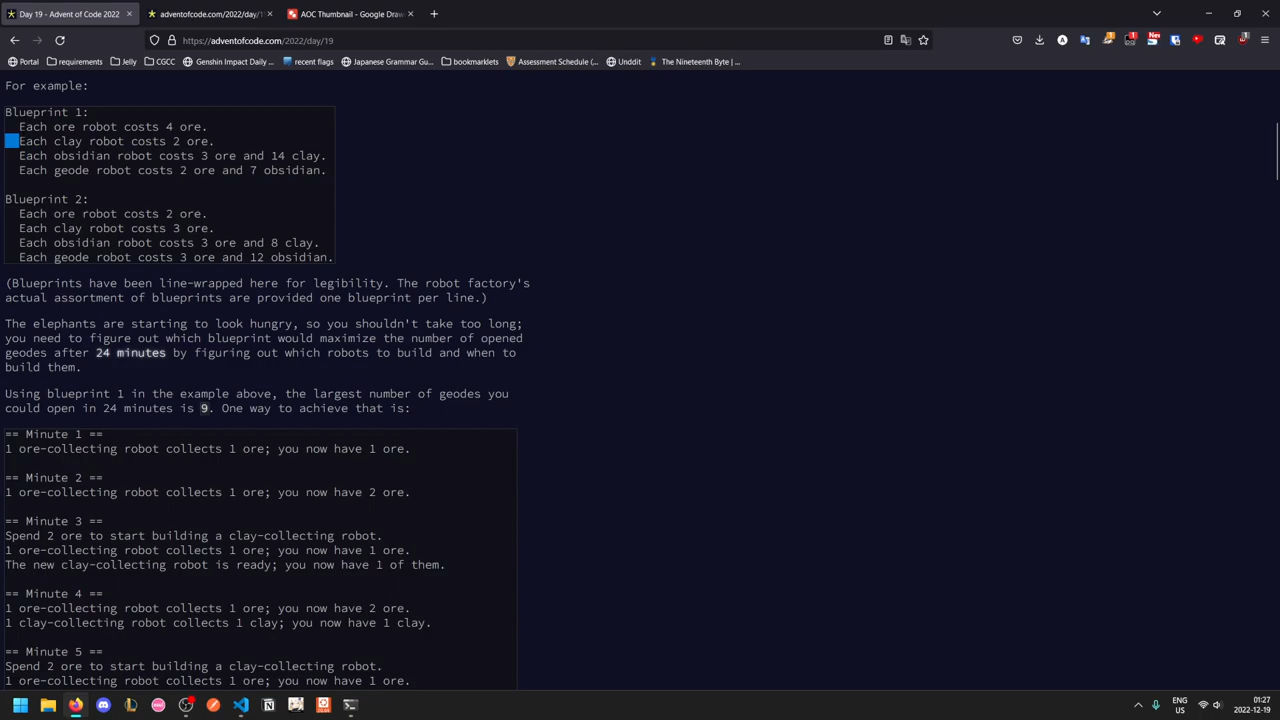 Day 19 - Advent of Code 2022
adventofcode.com/2022/day/1
AOC Thumbnail - Google Draw
https://adventofcode.com/2022/day/19
Portal
requirements
Jelly
CGCC
Genshin Impact Daily ...
recent flags
Japanese Grammar Gu...
bookmarklets
Assessment Schedule (...
Unddit
The Nineteenth Byte | ...
For example:
Blueprint 1:
Each ore robot costs 4 ore.
Each clay robot costs 2 ore.
Each obsidian robot costs 3 ore and 14 clay.
Each geode robot costs 2 ore and 7 obsidian.
Blueprint 2:
Each ore robot costs 2 ore.
Each clay robot costs 3 ore.
Each obsidian robot costs 3 ore and 8 clay.
Each geode robot costs 3 ore and 12 obsidian.
(Blueprints have been line-wrapped here for legibility. The robot factory's
actual assortment of blueprints are provided one blueprint per line.)
The elephants are starting to look hungry, so you shouldn't take too long;
you need to figure out which blueprint would maximize the number of opened
geodes after 24 minutes by figuring out which robots to build and when to
build them.
Using blueprint 1 in the example above, the largest number of geodes you
could open in 24 minutes is 9. One way to achieve that is:
== Minute 1 ==
1 ore-collecting robot collects 1 ore; you now have 1 ore.
== Minute 2 ==
1 ore-collecting robot collects 1 ore; you now have 2 ore.
== Minute 3 ==
Spend 2 ore to start building a clay-collecting robot.
1 ore-collecting robot collects 1 ore; you now have 1 ore.
The new clay-collecting robot is ready; you now have 1 of them.
== Minute 4 ==
1 ore-collecting robot collects 1 ore; you now have 2 ore.
1 clay-collecting robot collects 1 clay; you now have 1 clay.
== Minute 5 ==
Spend 2 ore to start building a clay-collecting robot.
1 ore-collecting robot collects 1 ore; you now have 1 ore.
ENG
US
01:27
2022-12-19